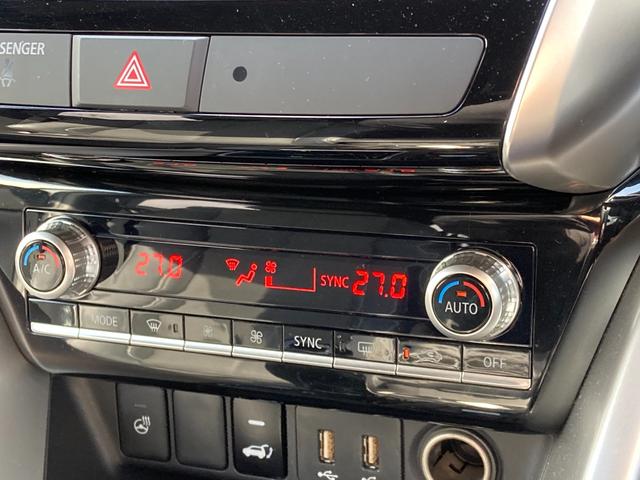 SENGER
27.0
SYNC 27.0
A/C
AUTO
MODE
SYNC
OFF